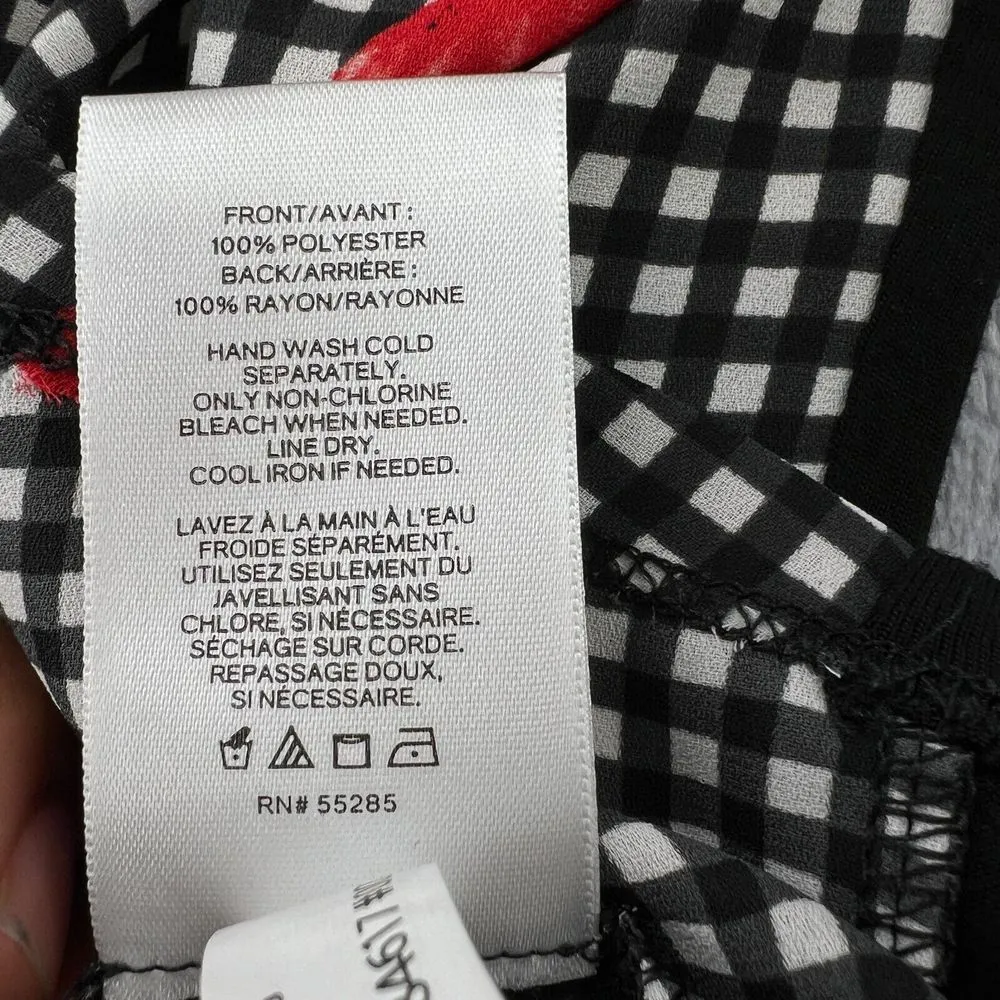 FRONT/AVANT :
100% POLYESTER
BACK/ARRIÈRE :
100% RAYON/RAYONNE
HAND WASH COLD
SEPARATELY.
ONLY NON-CHLORINE
BLEACH WHEN NEEDED.
LINE DRY.
COOL IRON IF NEEDED.
LAVEZ À LA MAIN À L'EAU
FROIDE SÉPARÉMENT.
UTILISEZ SEULEMENT DU
JAVELLISANT SANS
CHLORE, SI NÉCESSAIRE.
SÉCHAGE SUR CORDE.
REPASSAGE DOUX,
SI NÉCESSAIRE.
RN# 55285